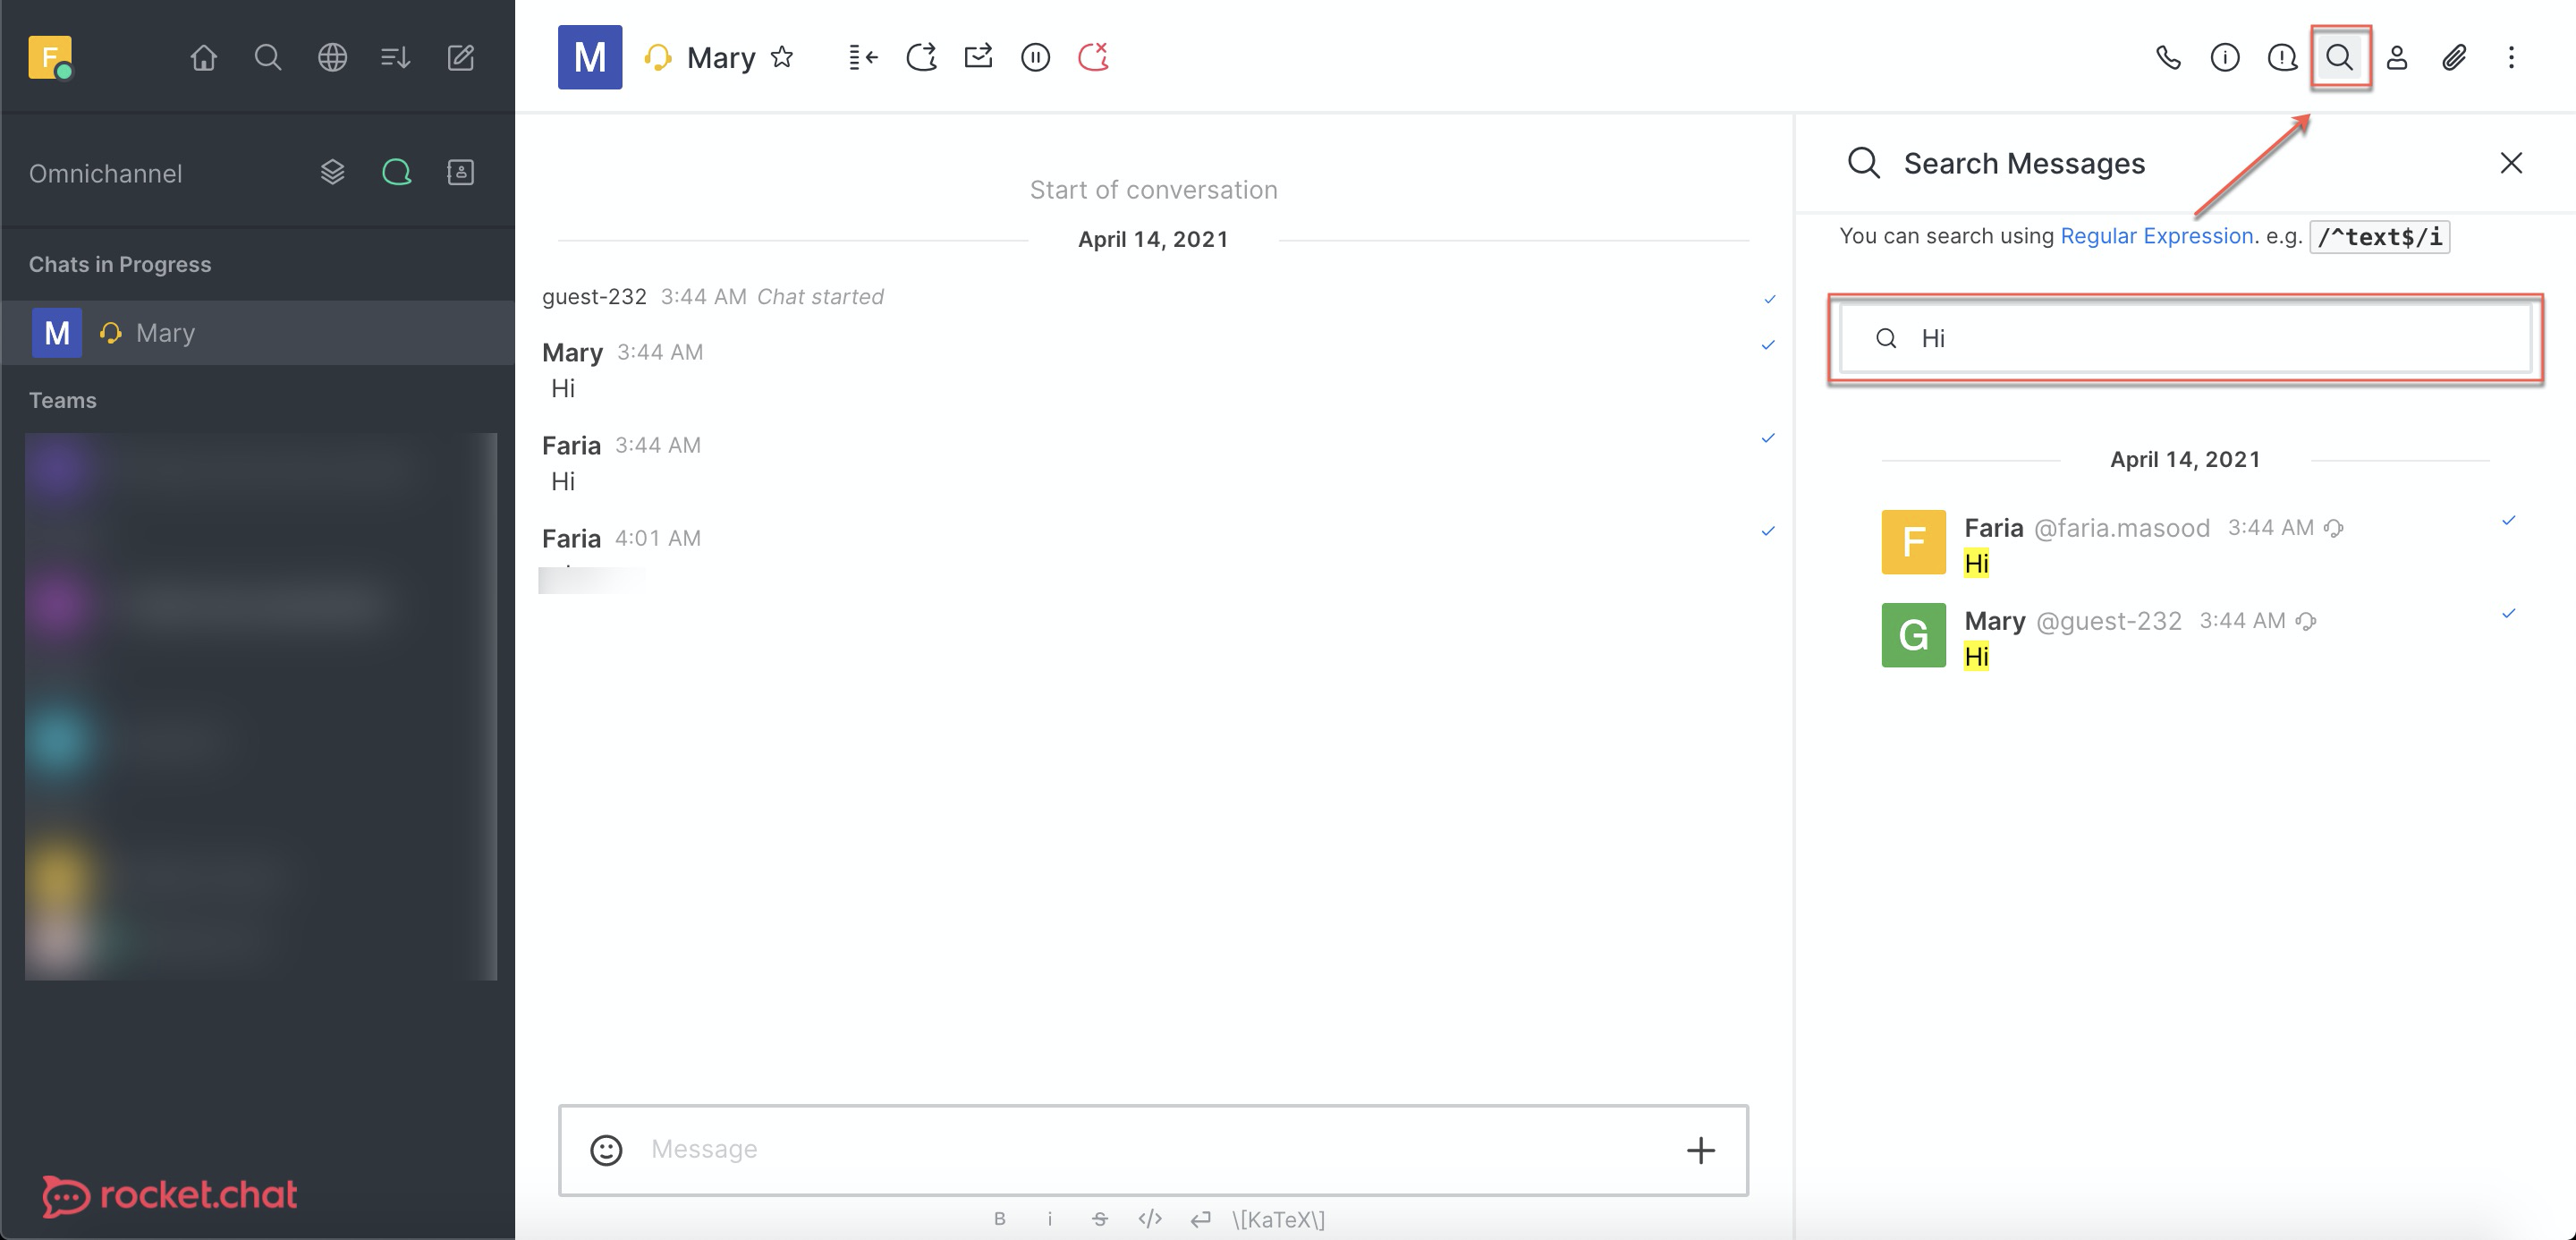 F
Omnichannel
Chats in Progress
M Mary
Teams
rocket.chat
M Mary
Start of conversation
April 14, 2021
guest-232 3:44 AM Chat started
Mary 3:44 AM
Hi
Faria 3:44 AM
Hi
Faria 4:01 AM
Message
B i S </> \[KaTeX\]
Search Messages
You can search using Regular Expression. e.g. /^text$/i
Hi
April 14, 2021
F Faria @faria.masood 3:44 AM
Hi
G Mary @guest-232 3:44 AM
Hi